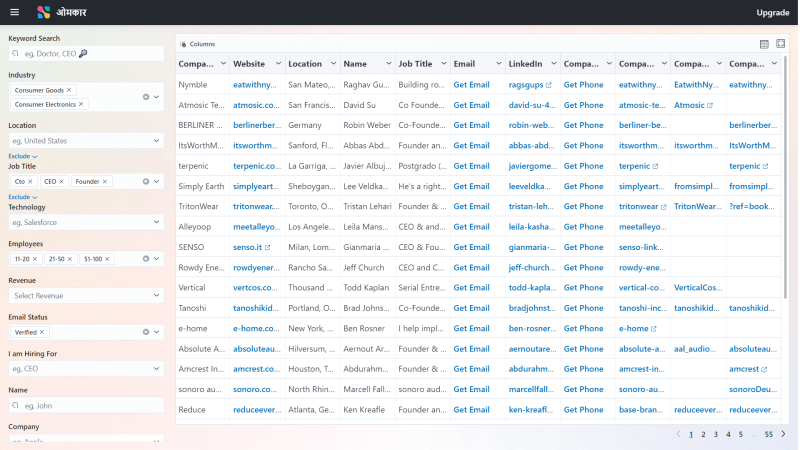 ओमकार
Upgrade
Keyword Search
eg, Doctor, CEO 🔎
Industry
Consumer Goods ×
Consumer Electronics ×
Location
eg, United States
Exclude
Job Title
Cto × CEO × Founder ×
Exclude
Technology
eg, Salesforce
Employees
11-20 × 21-50 × 51-100 ×
Revenue
Select Revenue
Email Status
Verified ×
I am Hiring For
eg, CEO
Name
eg, John
Company
eg, Apple
Columns
Compa... Website Location Name Job Title Email LinkedIn Compa... Compa... Compa... Compa...
Nymble eatwithny... San Mateo,... Raghav Gu... Building ro... Get Email ragsgups Get Phone eatwithny... EatwithNy... eatwithny...
Atmosic Te... atmosic.co... San Francis... David Su Co Founde... Get Email david-su-4... Get Phone atmosic-te... Atmosic
BERLINER ... berlinerber... Germany Robin Weber Co-Founde... Get Email robin-web... Get Phone berliner-be... berlinerber...
ItsWorthM... itsworthm... Sanford, Fl... Abbas Abd... Founder an... Get Email abbas-abd... Get Phone itsworthm... itsworthm... ItsWorthM...
terpenic terpenic.co... La Garriga, ... Javier Albuj... Postgrado (... Get Email javiergome... Get Phone terpenic terpenic
Simply Earth simplyeart... Sheboygan... Lee Veldka... He's a right... Get Email leeveldka... Get Phone simplyeart... fromsimpl... fromsimpl...
TritonWear tritonwear.... Toronto, O... Tristan Lehari Founder & ... Get Email tristan-leh... Get Phone tritonwear TritonWear... ?ref=book...
Alleyoop meetalleyo... Los Angele... Leila Mans... CEO & and... Get Email leila-kasha... Get Phone meetalleyo...
SENSO senso.it Milan, Lom... Gianmaria ... CEO & Fou... Get Email gianmaria-... Get Phone senso-link...
Rowdy Ene... rowdyener... Rancho Sa... Jeff Church CEO and C... Get Email jeff-church... Get Phone rowdy-ene...
Vertical vertcos.co... Thousand ... Todd Kaplan Serial Entre... Get Email todd-kapla... Get Phone vertical-co... VerticalCos...
Tanoshi tanoshikid... Portland, O... Brad Johns... Co-Founde... Get Email bradjohnst... Get Phone tanoshi-inc... tanoshikid... tanoshikid...
e-home e-home.co... New York, ... Ben Rosner I help impl... Get Email ben-rosner... Get Phone e-home
Absolute A... absoluteau... Hilversum, ... Aernout Ar... Founder & ... Get Email aernoutare... Get Phone absolute-a... aal_audio... absoluteau...
Amcrest In... amcrest.co... Houston, T... Abdurahm... Founder & ... Get Email abdurahm... Get Phone amcrest-in... amcrest
sonoro au... sonoro.co... North Rhin... Marcell Fall... sonoro aud... Get Email marcellfall... Get Phone sonoro-au... sonoroDeu...
Reduce reduceever... Atlanta, Ge... Ken Kreafle Founder an... Get Email ken-kreafl... Get Phone base-bran... reduceever... reduceever...
1 2 3 4 5 ... 55